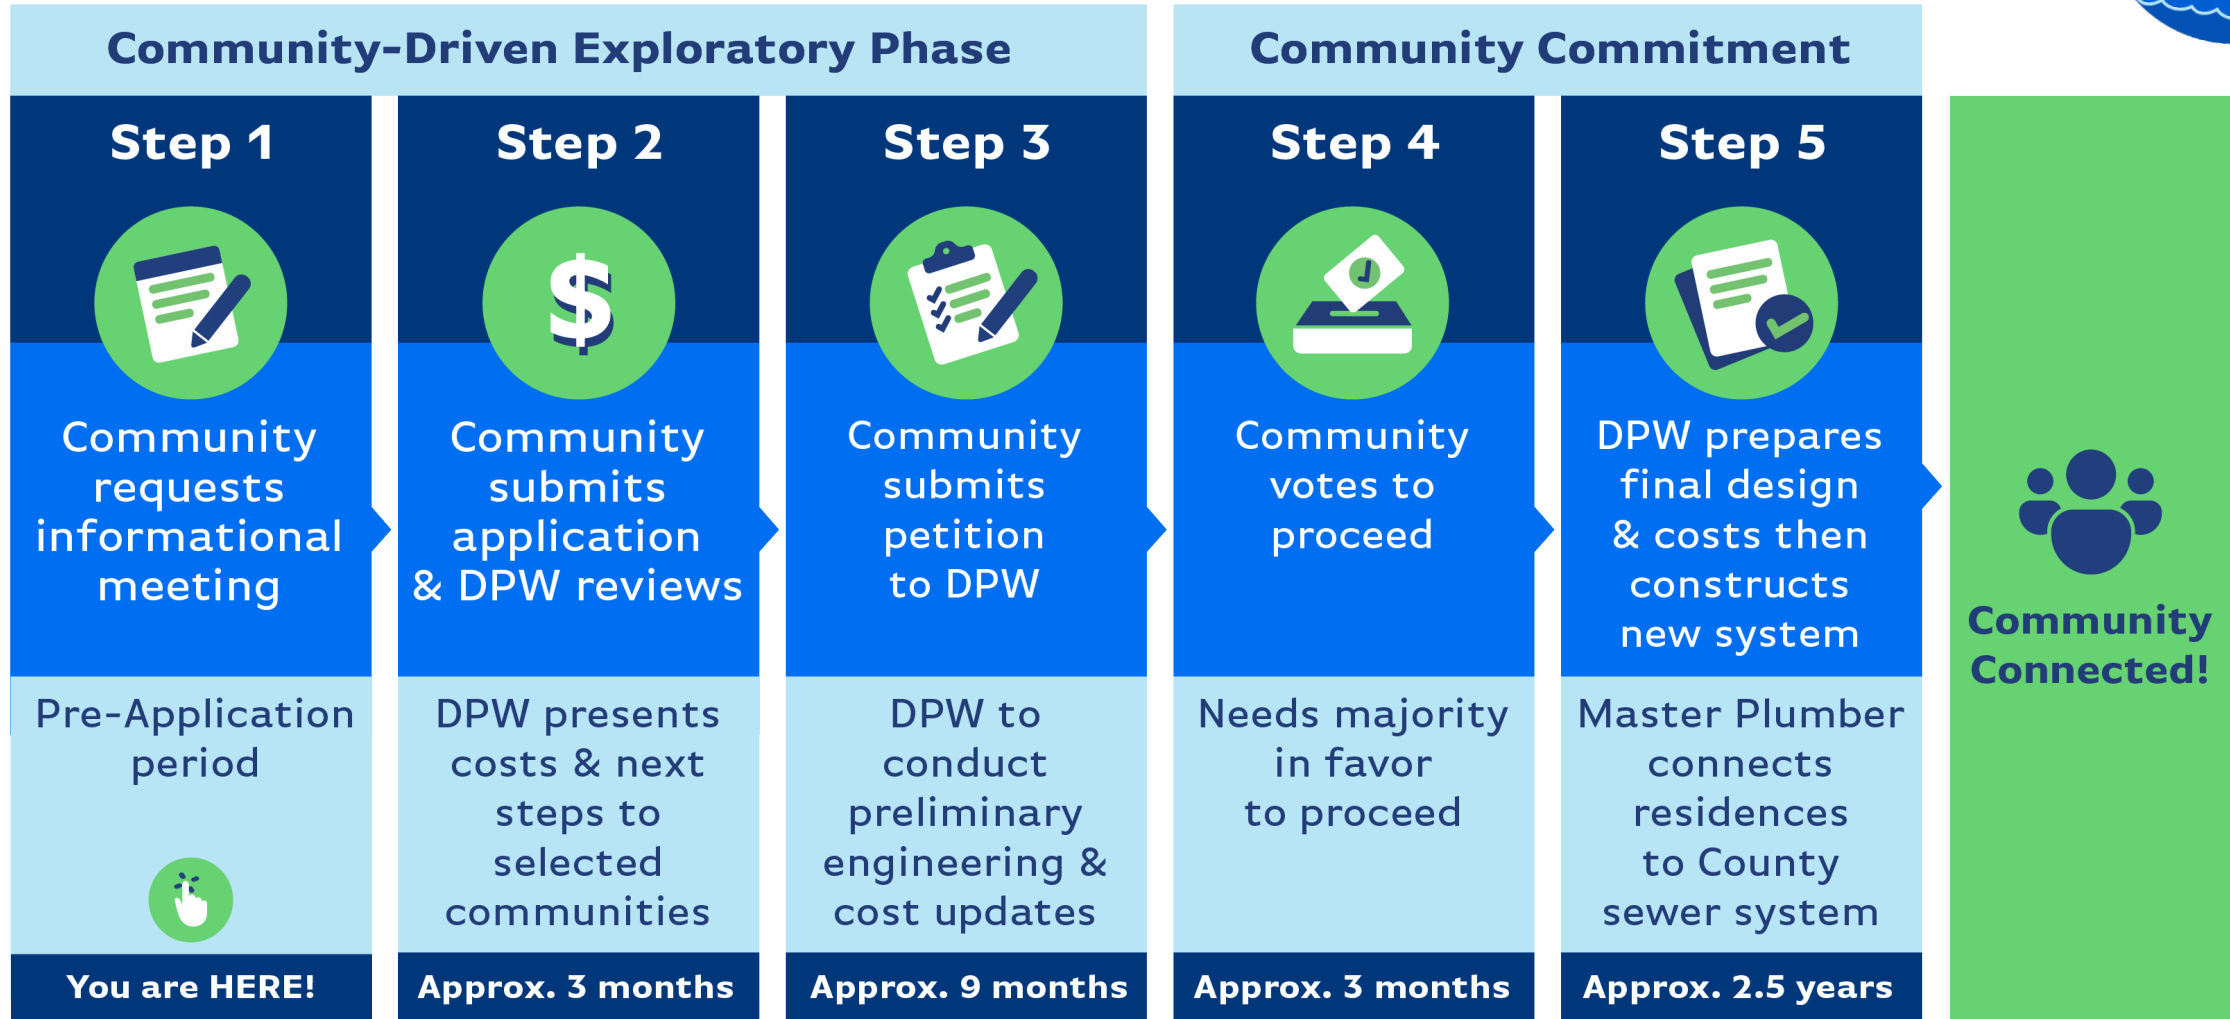 Community-Driven Exploratory Phase
Community Commitment
Step 1
Community
requests
informational
meeting
Pre-Application
period
You are HERE!
Step 2
$
Community
submits
application
& DPW reviews
DPW presents
costs & next
steps to
selected
communities
Approx. 3 months
Step 3
Community
submits
petition
to DPW
DPW to
conduct
preliminary
engineering &
cost updates
Approx. 9 months
Step 4
Community
votes to
proceed
Needs majority
in favor
to proceed
Approx. 3 months
Step 5
DPW prepares
final design
& costs then
constructs
new system
Master Plumber
connects
residences
to County
sewer system
Approx. 2.5 years
Community
Connected!